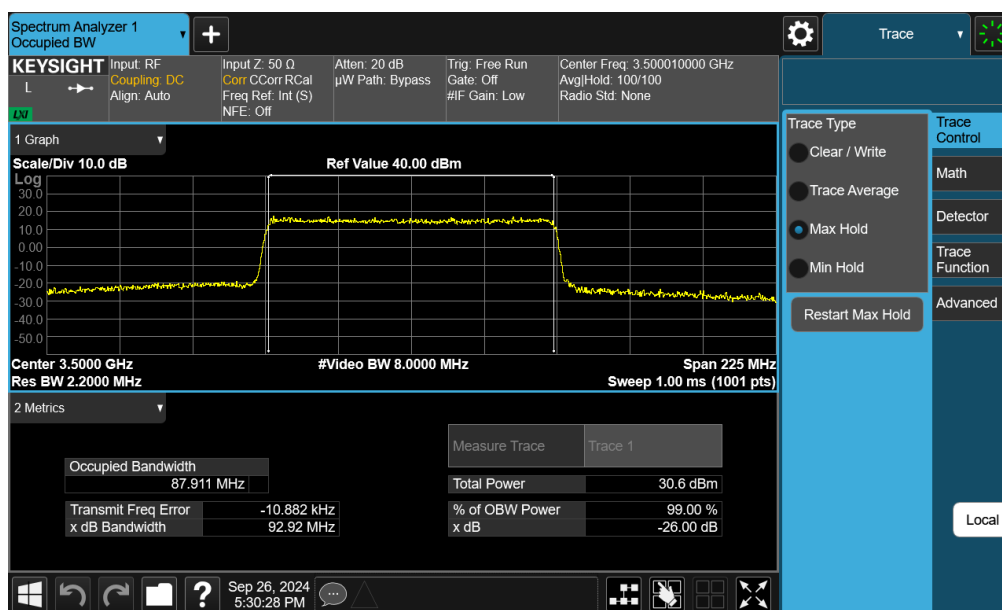 Spectrum Analyzer 1
Occupied BW
+
Trace
KEYSIGHT
L
LXI
Input: RF
Coupling: DC
Align: Auto
Input Z: 50 Ω
Corr CCorr RCal
Freq Ref: Int (S)
NFE: Off
Atten: 20 dB
µW Path: Bypass
Trig: Free Run
Gate: Off
#IF Gain: Low
Center Freq: 3.500010000 GHz
Avg|Hold: 100/100
Radio Std: None
1 Graph
Scale/Div 10.0 dB
Ref Value 40.00 dBm
Log
30.0
20.0
10.0
0.00
-10.0
-20.0
-30.0
-40.0
-50.0
Center 3.5000 GHz
#Video BW 8.0000 MHz
Span 225 MHz
Res BW 2.2000 MHz
Sweep 1.00 ms (1001 pts)
2 Metrics
Measure Trace
Trace 1
Occupied Bandwidth
87.911 MHz
Total Power
30.6 dBm
Transmit Freq Error
-10.882 kHz
% of OBW Power
99.00 %
x dB Bandwidth
92.92 MHz
x dB
-26.00 dB
Trace Type
Clear / Write
Trace Average
Max Hold
Min Hold
Restart Max Hold
Trace
Control
Math
Detector
Trace
Function
Advanced
Local
?
Sep 26, 2024
5:30:28 PM